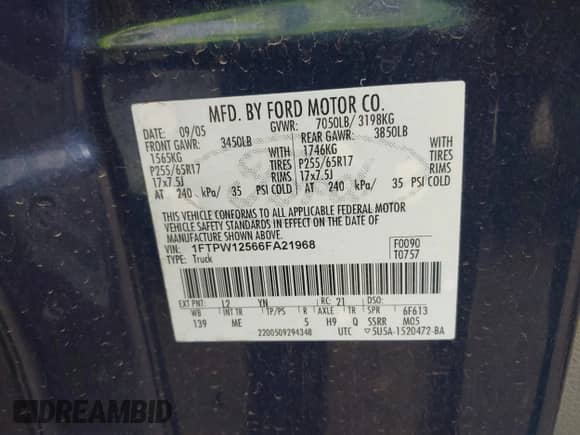 MFD. BY FORD MOTOR CO.
DATE: 09/05 GVWR: 7050LB/ 3198KG
FRONT GAWR: 3450LB REAR GAWR: 3850LB
1565KG WITH 1746KG WITH
P255/65R17 TIRES P255/65R17 TIRES
17x7.5J RIMS 17x7.5J RIMS
AT 240 kPa/ 35 PSI COLD AT 240 kPa/ 35 PSI COLD
THIS VEHICLE CONFORMS TO ALL APPLICABLE FEDERAL MOTOR
VEHICLE SAFETY STANDARDS IN EFFECT ON THE DATE OF
MANUFACTURE SHOWN ABOVE.
VIN: 1FTPW12566FA21968 F0090
TYPE: Truck T0757
EXT PNT: L2 YN RC: 21 DSO:
WB INT TR TP/PS R AXLE TR SPR 6F613
139 ME 5 H9 Q SSRR M05
2200509294348 UTC 5U5A-1520472-BA
DREAMBID